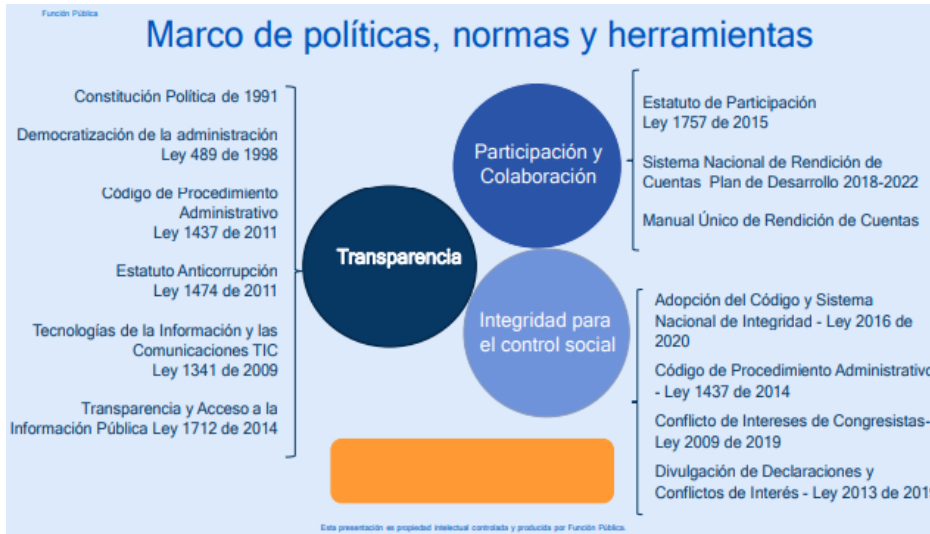 Función Pública
Marco de políticas, normas y herramientas
Constitución Política de 1991
Democratización de la administración
Ley 489 de 1998
Código de Procedimiento
Administrativo
Ley 1437 de 2011
Estatuto Anticorrupción
Ley 1474 de 2011
Tecnologías de la Información y las
Comunicaciones TIC
Ley 1341 de 2009
Transparencia y Acceso a la
Información Pública Ley 1712 de 2014
Transparencia
Participación y
Colaboración
Integridad para
el control social
Estatuto de Participación
Ley 1757 de 2015
Sistema Nacional de Rendición de
Cuentas Plan de Desarrollo 2018-2022
Manual Único de Rendición de Cuentas
Adopción del Código y Sistema
Nacional de Integridad - Ley 2016 de
2020
Código de Procedimiento Administrativo
- Ley 1437 de 2014
Conflicto de Intereses de Congresistas-
Ley 2009 de 2019
Divulgación de Declaraciones y
Conflictos de Interés - Ley 2013 de 2019
Esta presentación es propiedad intelectual controlada y producida por Función Pública.